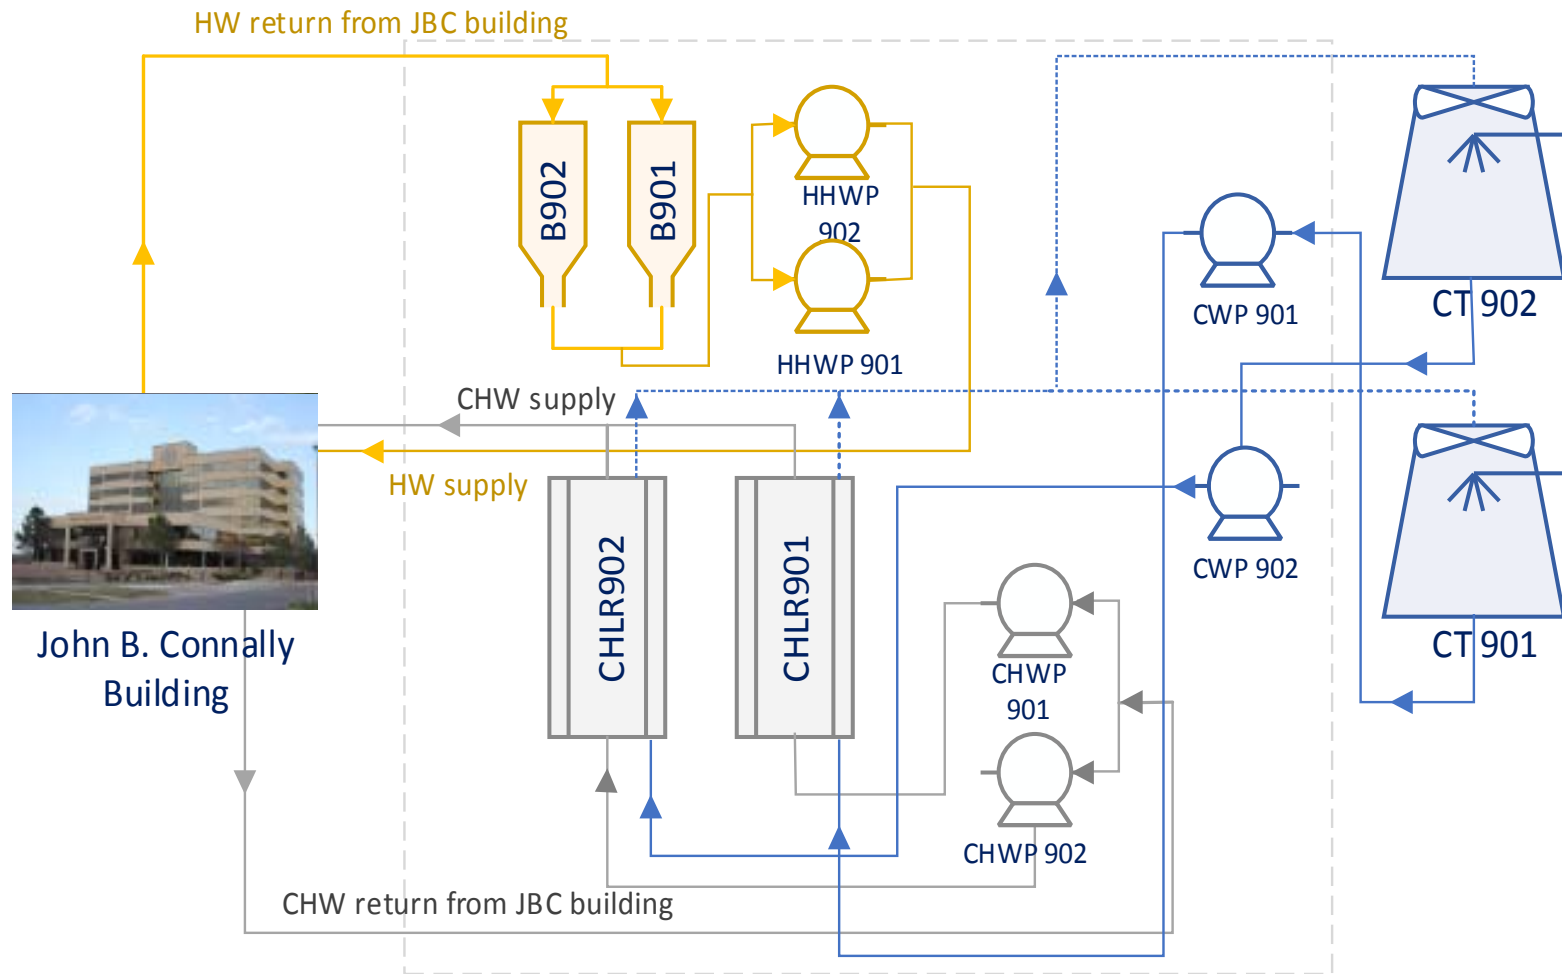 HW return from JBC building
B902
B901
HHWP
902
HHWP 901
CWP 901
CT 902
CHW supply
HW supply
CHLR902
CHLR901
CWP 902
CHWP
901
CHWP 902
CT 901
John B. Connally
Building
CHW return from JBC building